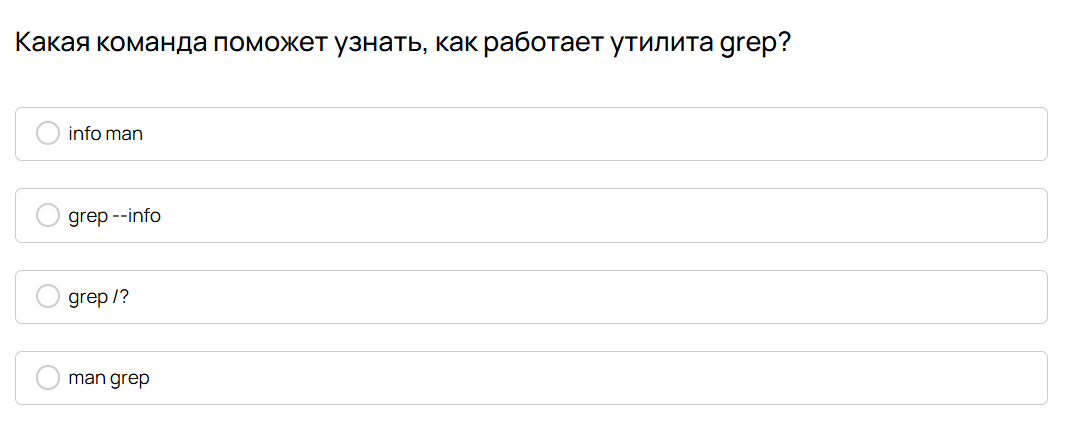 Какая команда поможет узнать, как работает утилита grep?
info man
grep --info
grep /?
man grep